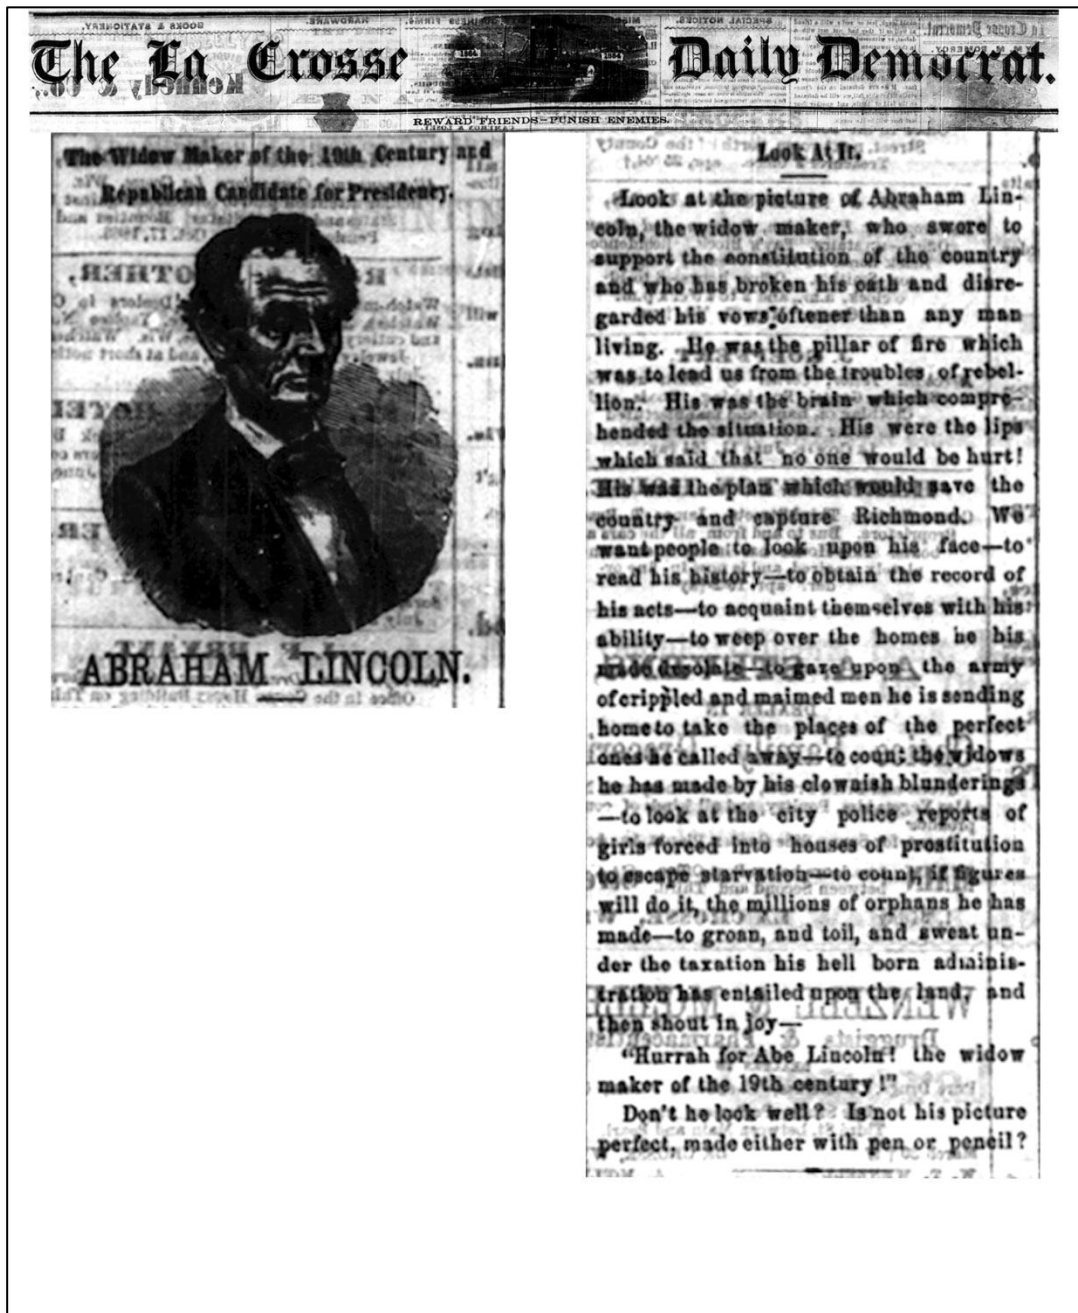 The La Crosse Daily Democrat.
REWARD FRIENDS—PUNISH ENEMIES.
The Widow Maker of the 19th Century and
Republican Candidate for Presidency.
ABRAHAM LINCOLN.
Look At It.
Look at the picture of Abraham Lin-
coln, the widow maker, who swore to
support the constitution of the country
and who has broken his oath and disre-
garded his vows oftener than any man
living. He was the pillar of fire which
was to lead us from the troubles of rebel-
lion. His was the brain which compre-
hended the situation. His were the lips
which said that no one would be hurt!
His was the plan which would save the
country and capture Richmond. We
want people to look upon his face—to
read his history—to obtain the record of
his acts—to acquaint themselves with his
ability—to weep over the homes he his
made desolate—to gaze upon the army
of crippled and maimed men he is sending
home to take the places of the perfect
ones he called away—to count the widows
he has made by his clownish blunderings
—to look at the city police reports of
girls forced into houses of prostitution
to escape starvation—to count, if figures
will do it, the millions of orphans he has
made—to groan, and toil, and sweat un-
der the taxation his hell born adminis-
tration has entailed upon the land, and
then shout in joy—
"Hurrah for Abe Lincoln! the widow
maker of the 19th century!"
Don't he look well? Is not his picture
perfect, made either with pen or pencil?